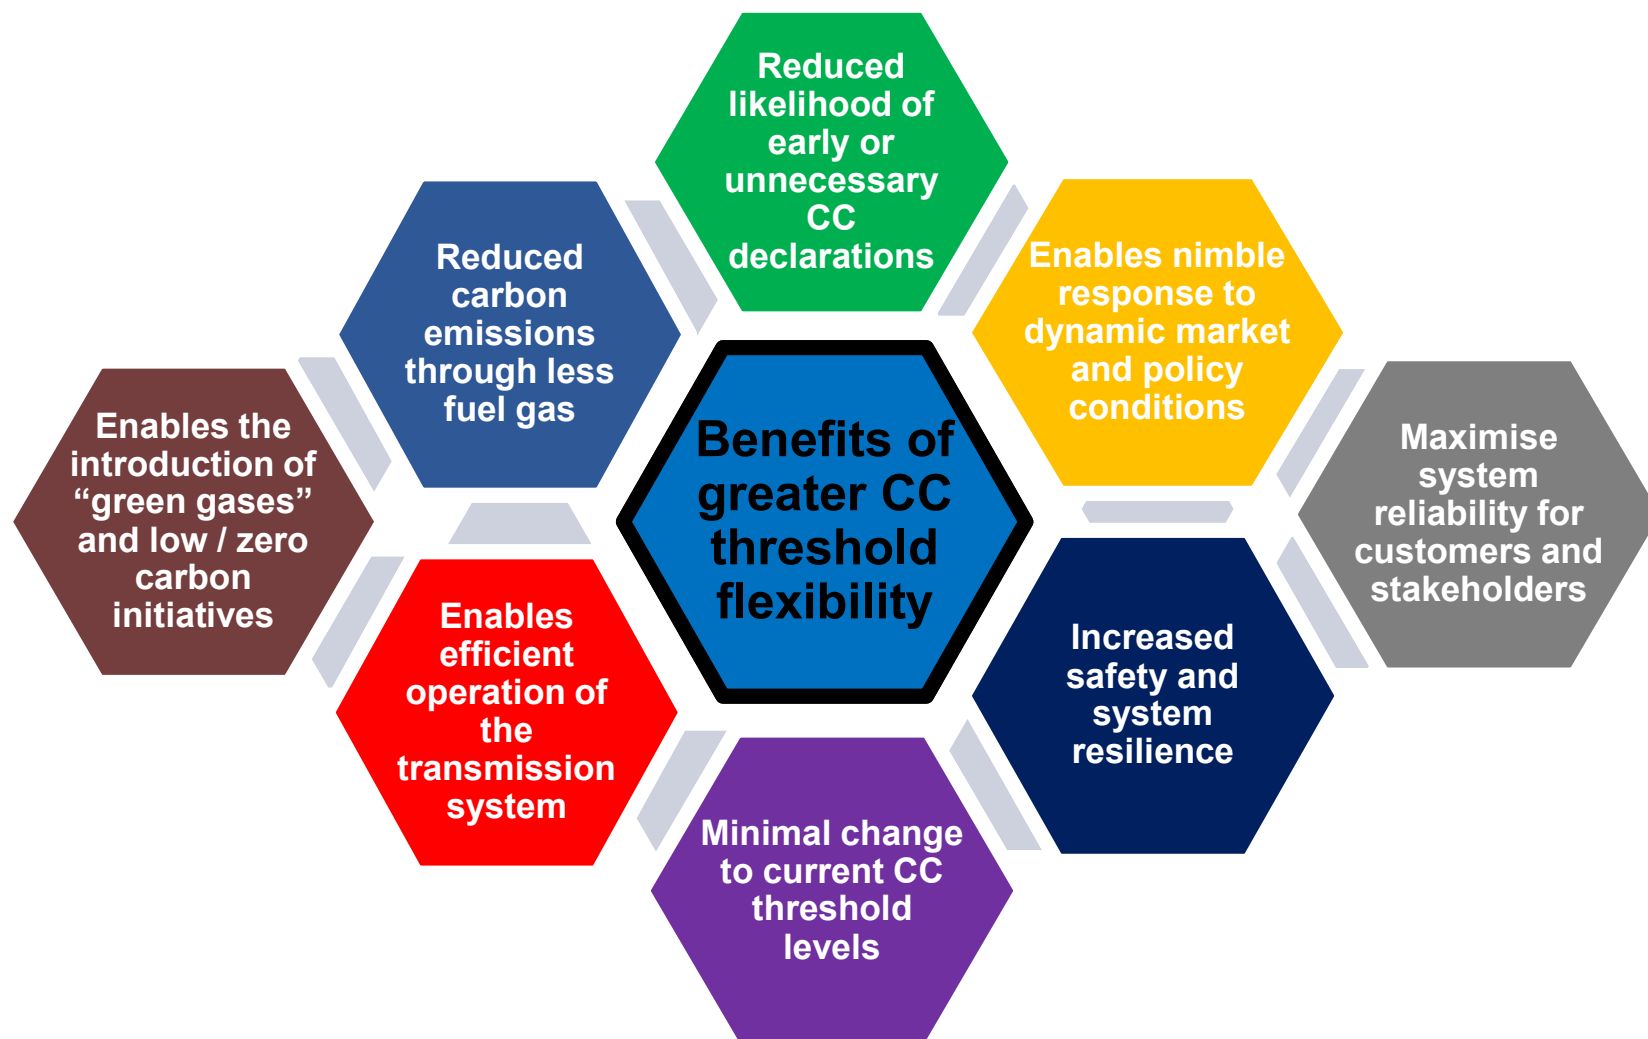 Reduced
likelihood of
early or
unnecessary
CC
declarations
Reduced
carbon
emissions
through less
fuel gas
Enables nimble
response to
dynamic market
and policy
conditions
Enables the
introduction of
“green gases”
and low / zero
carbon
initiatives
Benefits of
greater CC
threshold
flexibility
Maximise
system
reliability for
customers and
stakeholders
Enables
efficient
operation of
the
transmission
system
Increased
safety and
system
resilience
Minimal change
to current CC
threshold
levels